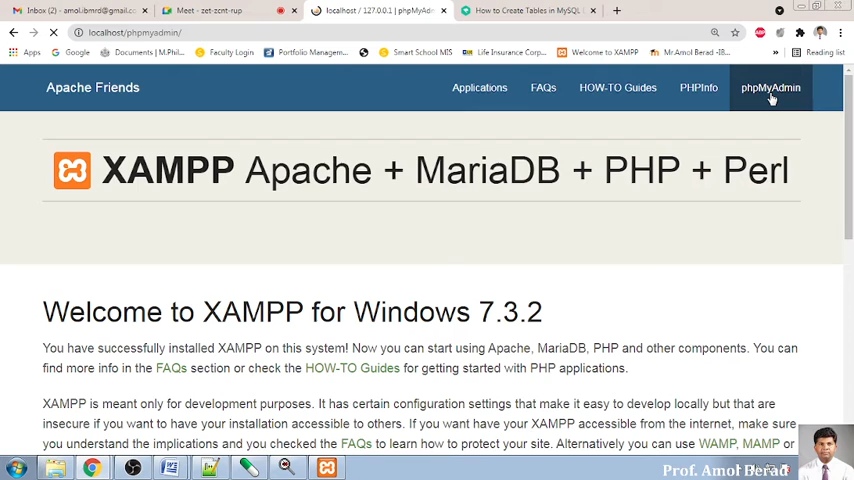 Inbox (6) - amol.ibmrd@gmail.c
Meet - zet-zcnt-rup
localhost / 127.0.0.1 | phpMyAdm
How to Create Tables in MySQL
localhost/phpmyadmin/
Apps
Google
Documents | M.Phil...
Faculty Login
Portfolio Managem...
Smart School MIS
Life Insurance Corp...
Welcome to XAMPP
Mr.Amol Berad -Ind...
Reading list
Apache Friends
Applications
FAQs
HOW-TO Guides
PHPInfo
phpMyAdmin
XAMPP Apache + MariaDB + PHP + Perl
Welcome to XAMPP for Windows 7.3.2
You have successfully installed XAMPP on this system! Now you can start using Apache, MariaDB, PHP and other components. You can
find more info in the FAQs section or check the HOW-TO Guides for getting started with PHP applications.
XAMPP is meant only for development purposes. It has certain configuration settings that make it easy to develop locally but that are
insecure if you want to have your installation accessible to others. If you want have your XAMPP accessible from the internet, make sure
you understand the implications and you checked the FAQs to learn how to protect your site. Alternatively you can use WAMP, MAMP or
Prof. Amol Berad